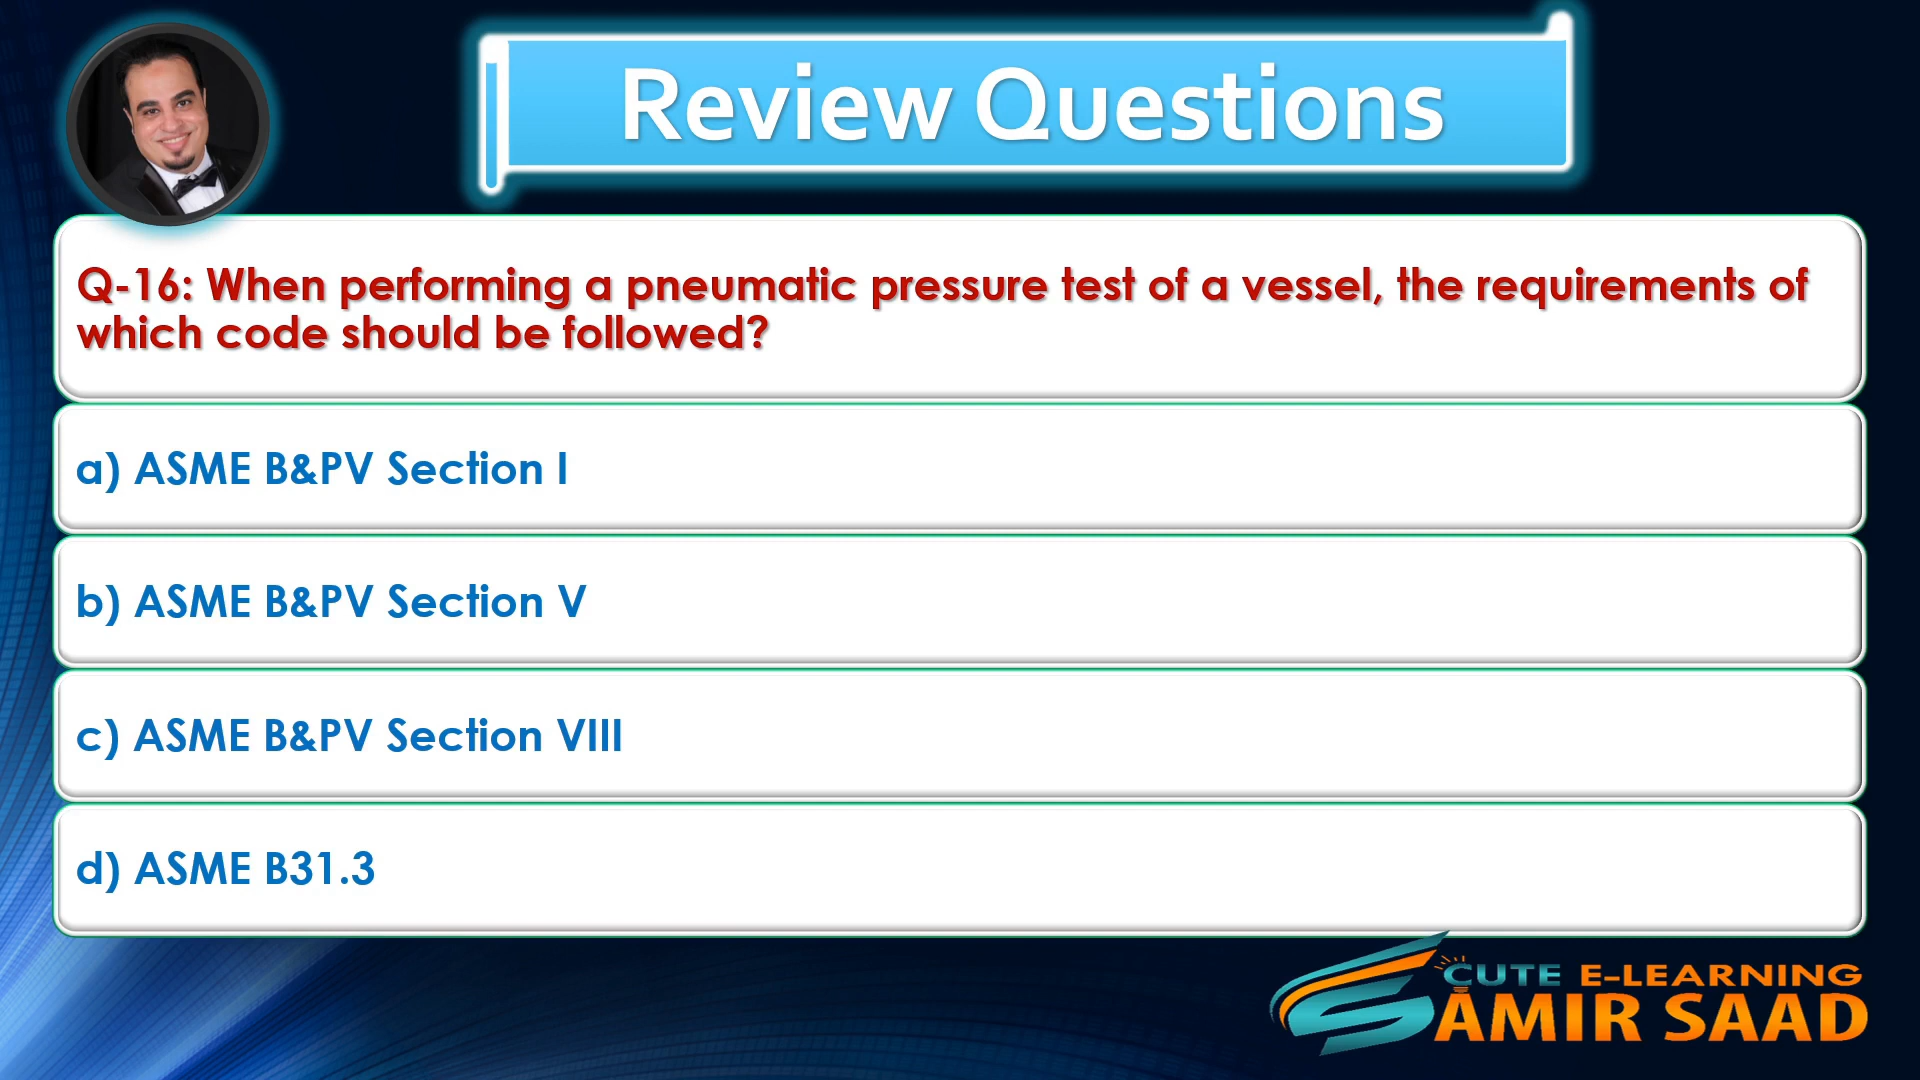 Review Questions
Q-16: When performing a pneumatic pressure test of a vessel, the requirements of
which code should be followed?
a) ASME B&PV Section I
b) ASME B&PV Section V
c) ASME B&PV Section VIII
d) ASME B31.3
CUTE E-LEARNING
AMIR SAAD